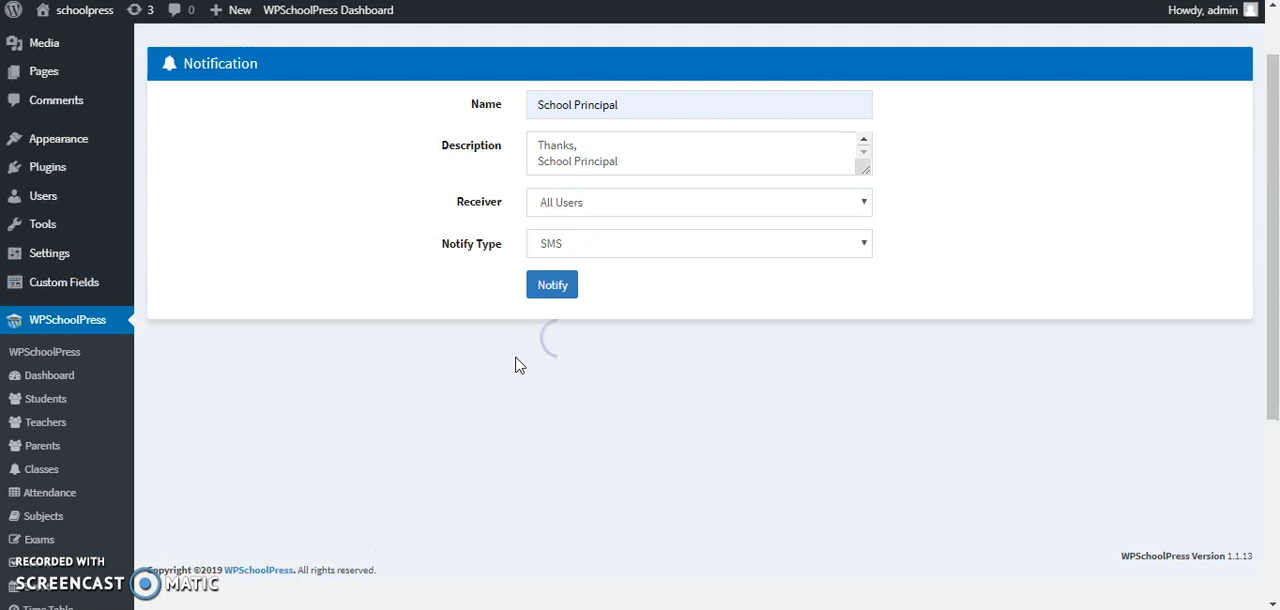 schoolpress 3 0 New WPSchoolPress Dashboard Howdy, admin
Media
Pages
Comments
Appearance
Plugins
Users
Tools
Settings
Custom Fields
WPSchoolPress
WPSchoolPress
Dashboard
Students
Teachers
Parents
Classes
Attendance
Subjects
Exams
Time Table
Notification
Name School Principal
Description Thanks,
School Principal
Receiver All Users
Notify Type SMS
Notify
WPSchoolPress Version 1.1.13
Copyright ©2019 WPSchoolPress. All rights reserved.
RECORDED WITH
SCREENCAST MATIC